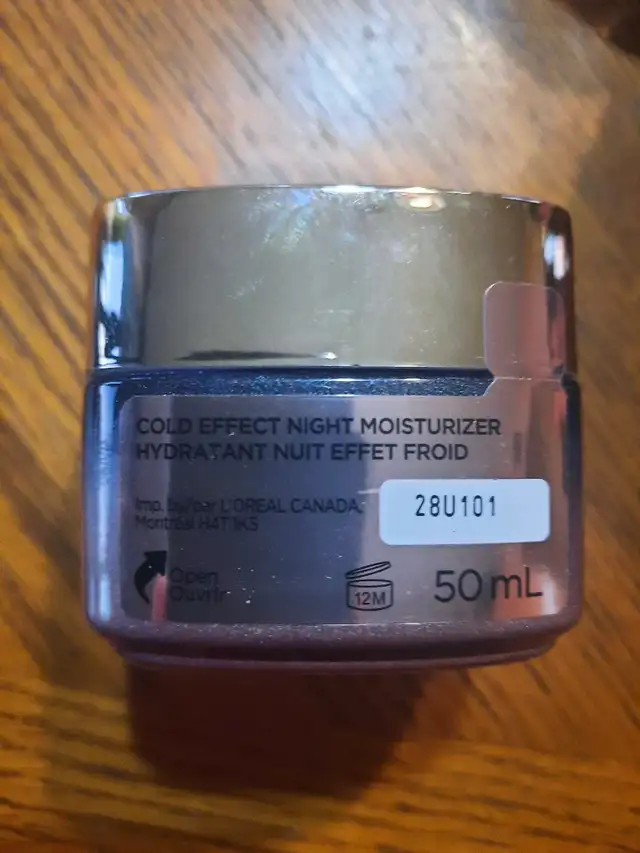 COLD EFFECT NIGHT MOISTURIZER
HYDRATANT NUIT EFFET FROID
Imp. by/par L'OREAL CANADA,
Montréal H4T 1K5
28U101
Open
Ouvrir
12M
50 mL